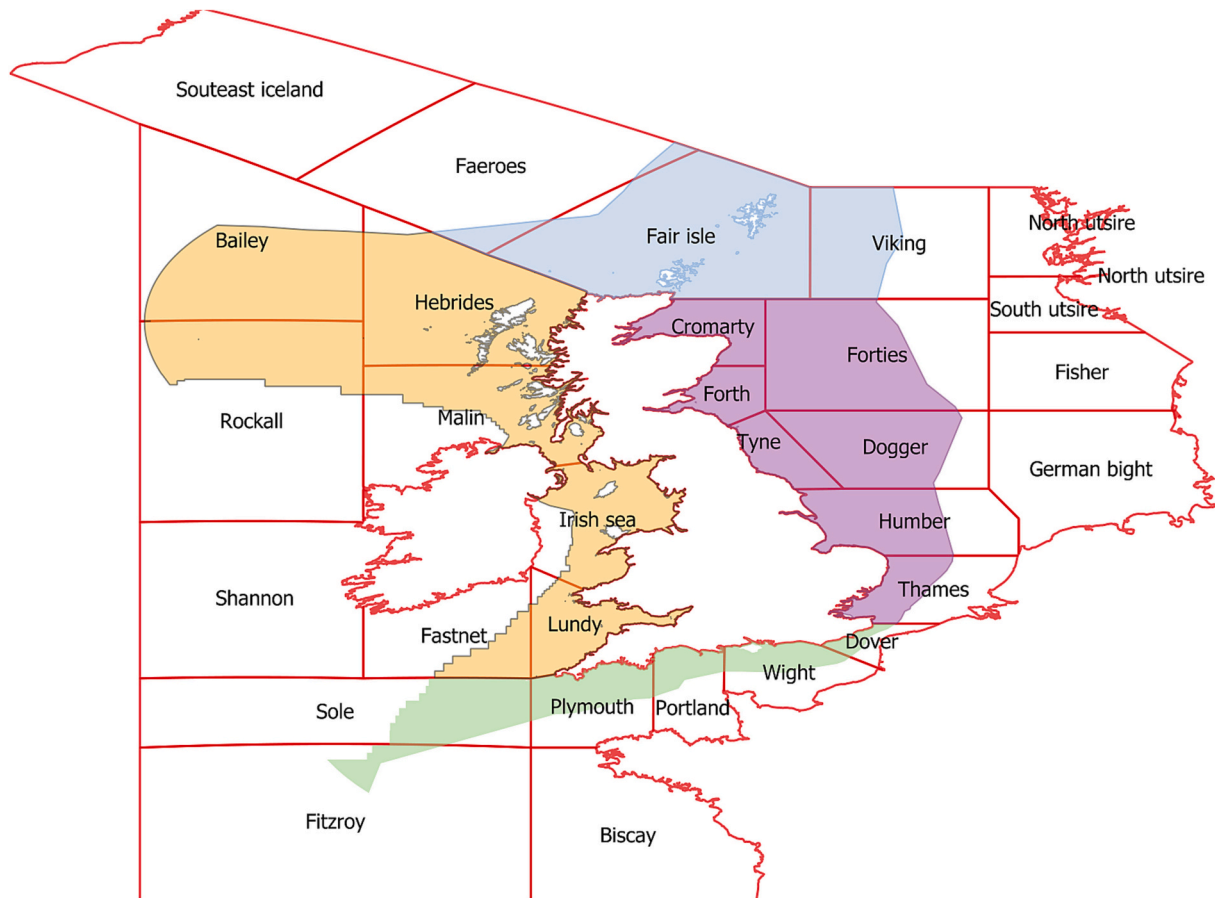 Souteast iceland
Faeroes
Bailey
Fair isle
Viking
North utsire
North utsire
Hebrides
South utsire
Cromarty
Forties
Fisher
Forth
Rockall
Malin
Tyne
Dogger
German bight
Irish sea
Humber
Shannon
Thames
Fastnet
Lundy
Dover
Wight
Sole
Plymouth
Portland
Fitzroy
Biscay